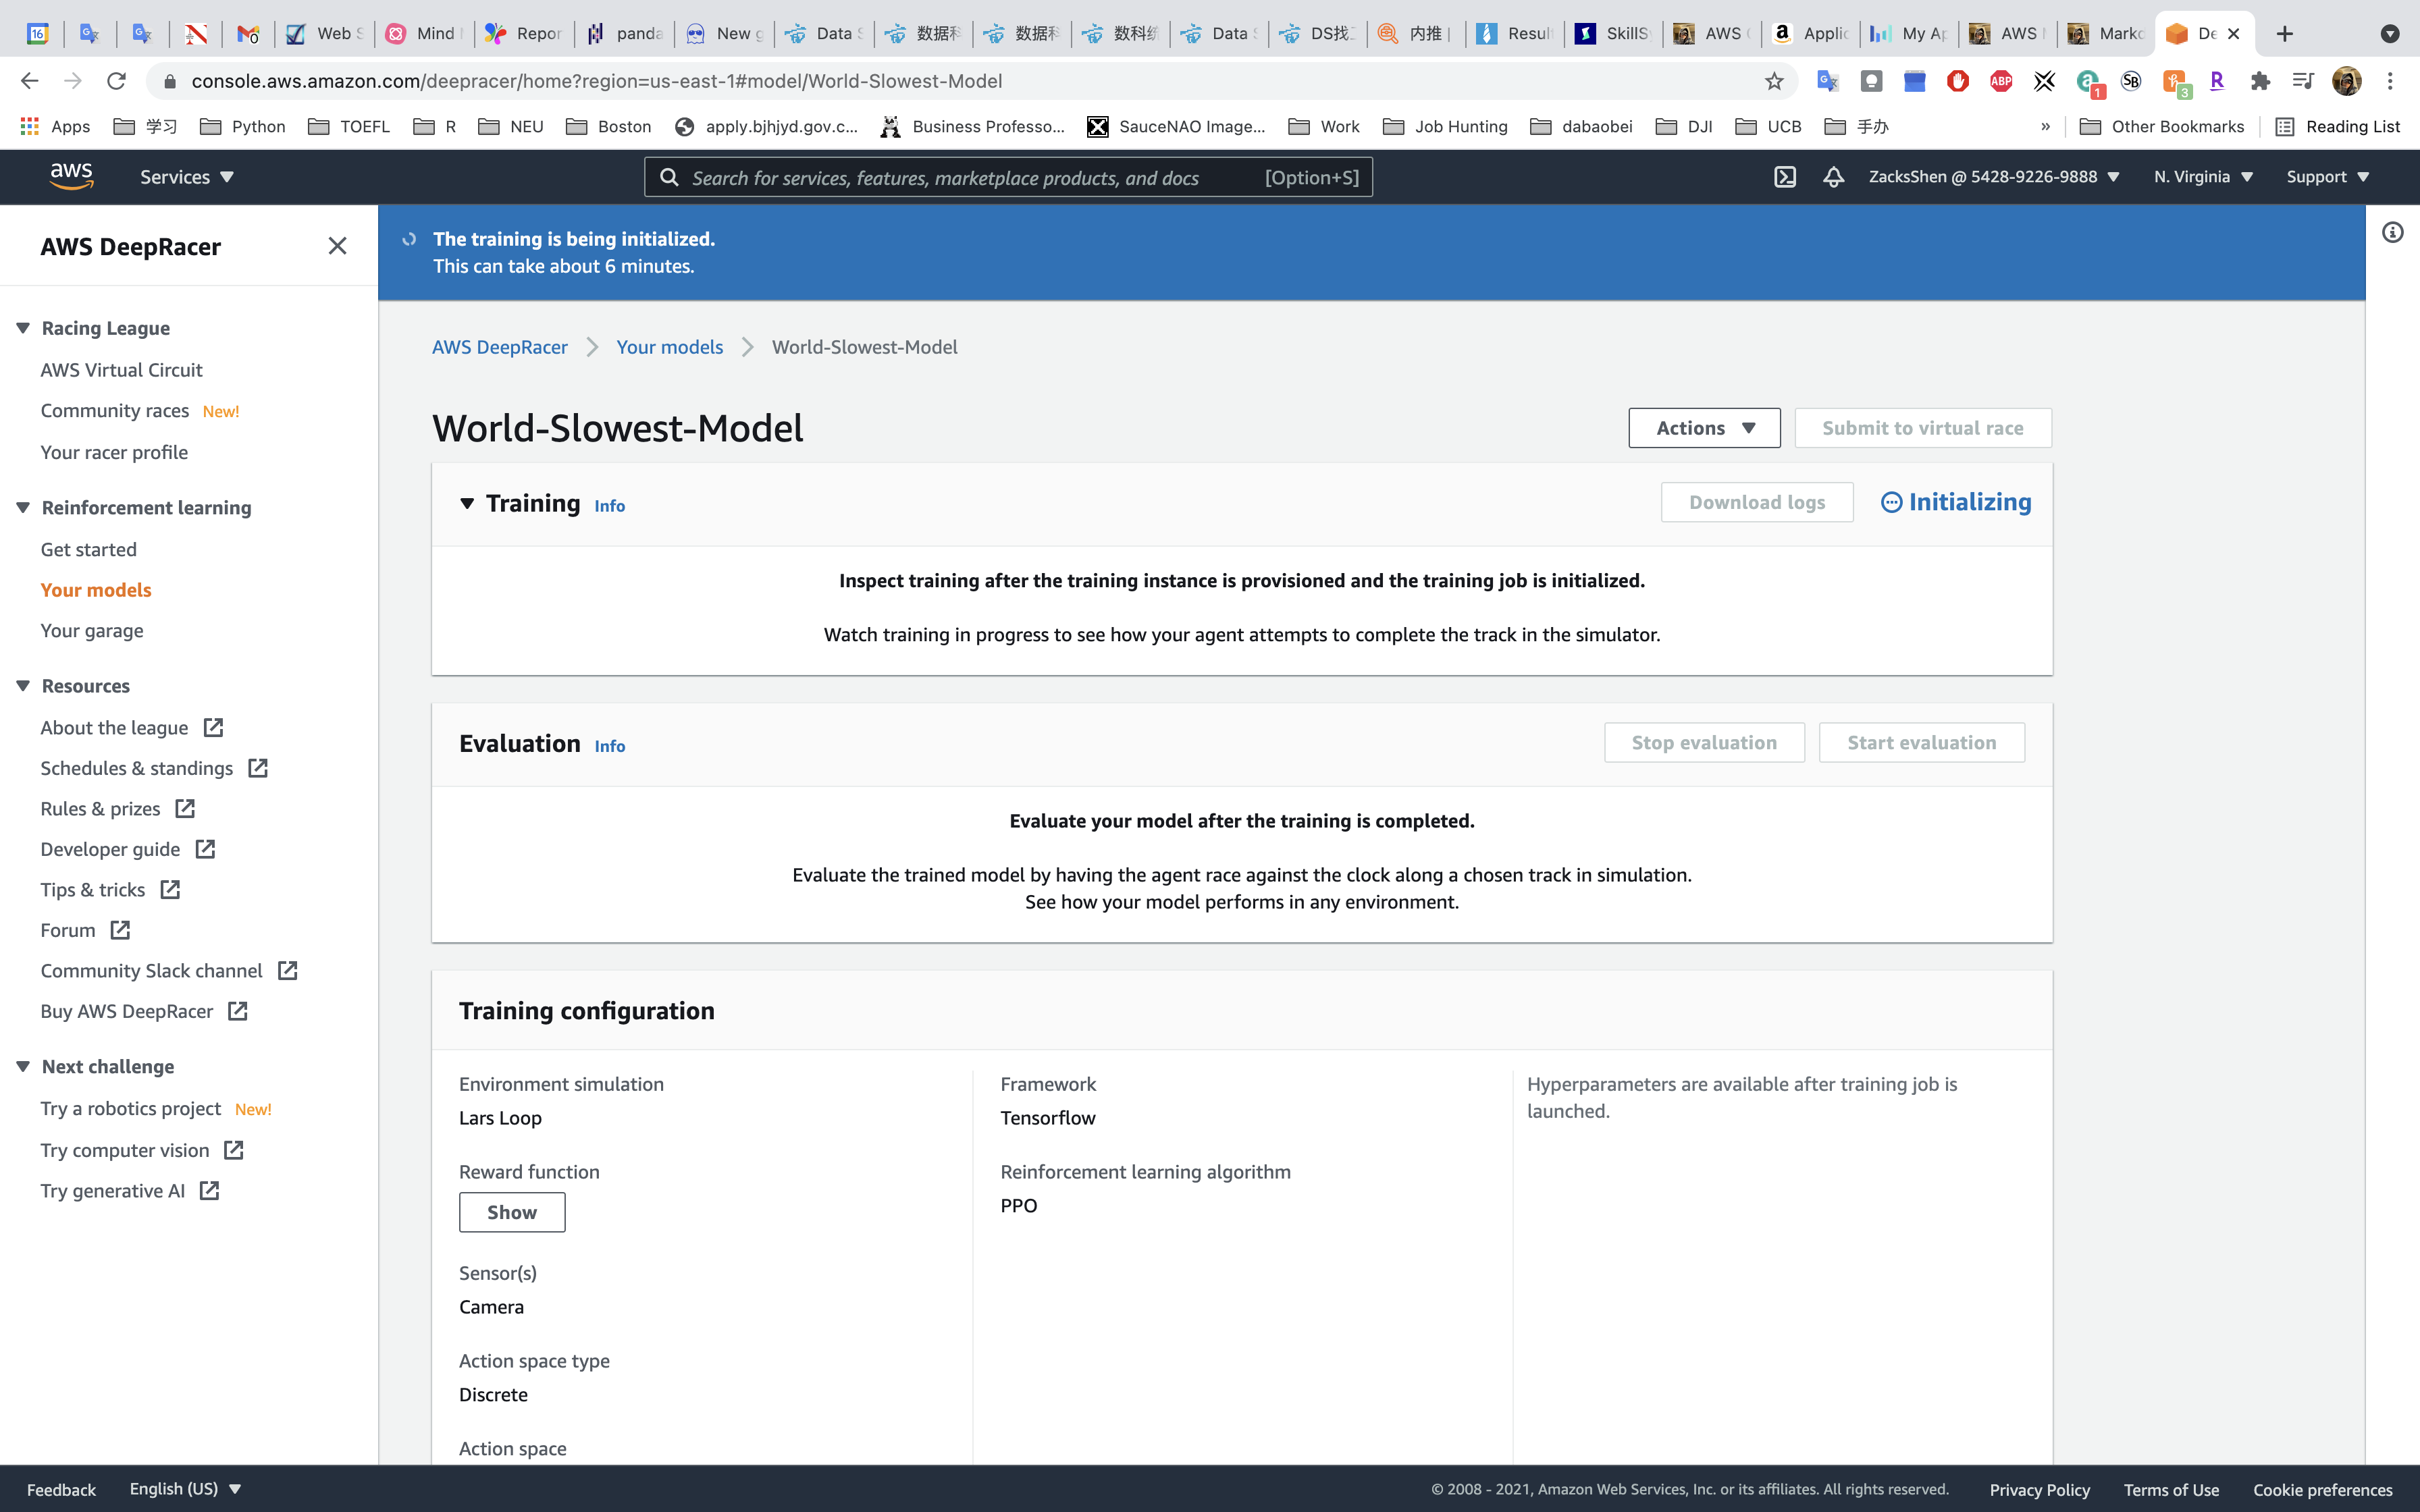 16
Web S
Mind
Repor
panda
New g
Data S
数据科
数据科
数科
Data S
DS找
内推 |
Resul
SkillS
AWS
a
Applic
My Ap
AWS
Marko
De
console.aws.amazon.com/deepracer/home?region=us-east-1#model/World-Slowest-Model
ABP
1
SB
3
R
Apps
学习
Python
TOEFL
R
NEU
Boston
apply.bjhjyd.gov.c...
Business Professo...
SauceNAO Image...
Work
Job Hunting
dabaobei
DJI
UCB
手办
»
Other Bookmarks
Reading List
aws
Services
Search for services, features, marketplace products, and docs
[Option+S]
ZacksShen @ 5428-9226-9888
N. Virginia
Support
AWS DeepRacer
Racing League
AWS Virtual Circuit
Community races New!
Your racer profile
Reinforcement learning
Get started
Your models
Your garage
Resources
About the league
Schedules & standings
Rules & prizes
Developer guide
Tips & tricks
Forum
Community Slack channel
Buy AWS DeepRacer
Next challenge
Try a robotics project New!
Try computer vision
Try generative AI
The training is being initialized.
This can take about 6 minutes.
AWS DeepRacer
Your models
World-Slowest-Model
World-Slowest-Model
Actions
Submit to virtual race
Training Info
Download logs
Initializing
Inspect training after the training instance is provisioned and the training job is initialized.
Watch training in progress to see how your agent attempts to complete the track in the simulator.
Evaluation Info
Stop evaluation
Start evaluation
Evaluate your model after the training is completed.
Evaluate the trained model by having the agent race against the clock along a chosen track in simulation.
See how your model performs in any environment.
Training configuration
Environment simulation
Lars Loop
Reward function
Show
Sensor(s)
Camera
Action space type
Discrete
Action space
Framework
Tensorflow
Reinforcement learning algorithm
PPO
Hyperparameters are available after training job is
launched.
Feedback
English (US)
© 2008 - 2021, Amazon Web Services, Inc. or its affiliates. All rights reserved.
Privacy Policy
Terms of Use
Cookie preferences